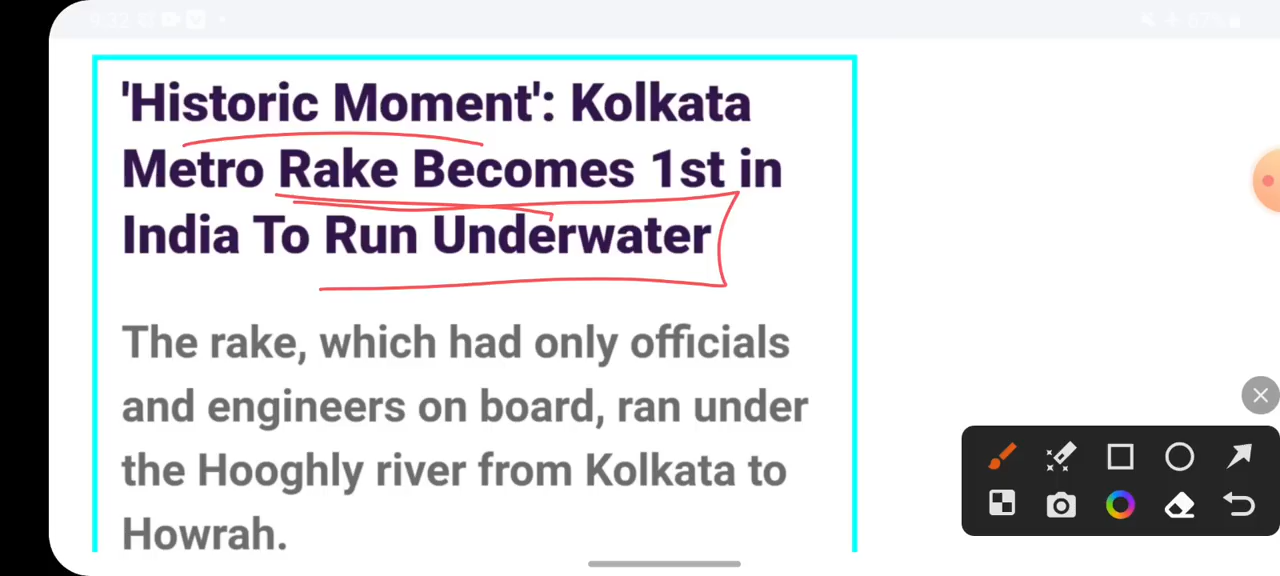 'Historic Moment': Kolkata
Metro Rake Becomes 1st in
India To Run Underwater
The rake, which had only officials
and engineers on board, ran under
the Hooghly river from Kolkata to
Howrah.